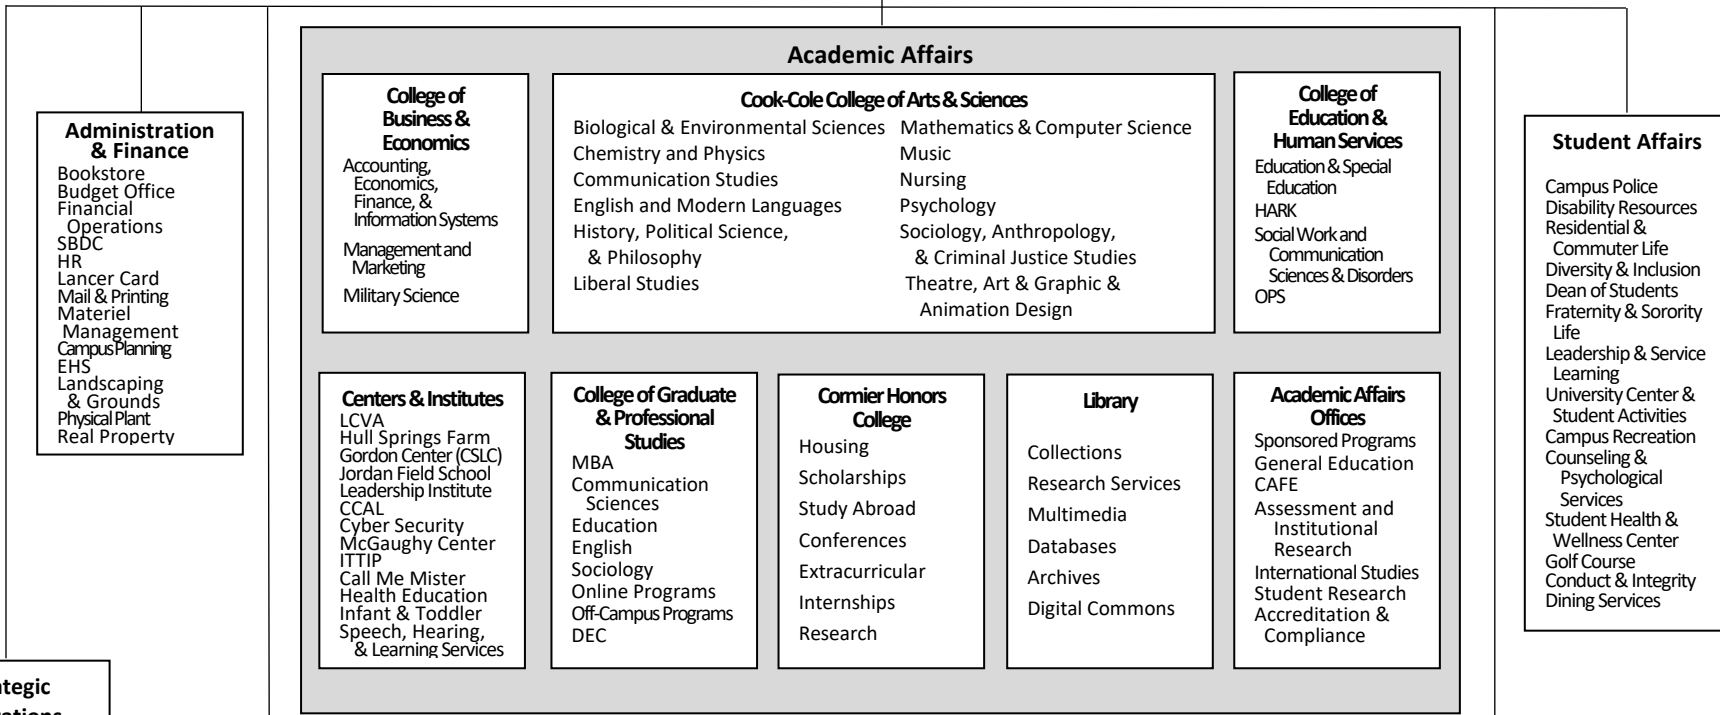 Academic Affairs
Administration
& Finance
Bookstore
Budget Office
Financial
Operations
SBDC
HR
Lancer Card
Mail & Printing
Materiel
Management
Campus Planning
EHS
Landscaping
& Grounds
Physical Plant
Real Property
College of
Business &
Economics
Accounting,
Economics,
Finance, &
Information Systems
Management and
Marketing
Military Science
Cook-Cole College of Arts & Sciences
Biological & Environmental Sciences
Chemistry and Physics
Communication Studies
English and Modern Languages
History, Political Science,
& Philosophy
Liberal Studies
Mathematics & Computer Science
Music
Nursing
Psychology
Sociology, Anthropology,
& Criminal Justice Studies
Theatre, Art & Graphic &
Animation Design
College of
Education &
Human Services
Education & Special
Education
HARK
Social Work and
Communication
Sciences & Disorders
OPS
Student Affairs
Campus Police
Disability Resources
Residential &
Commuter Life
Diversity & Inclusion
Dean of Students
Fraternity & Sorority
Life
Leadership & Service
Learning
University Center &
Student Activities
Campus Recreation
Counseling &
Psychological
Services
Student Health &
Wellness Center
Golf Course
Conduct & Integrity
Dining Services
Centers & Institutes
LCVA
Hull Springs Farm
Gordon Center (CSLC)
Jordan Field School
Leadership Institute
CCAL
Cyber Security
McGaughy Center
ITTIP
Call Me Mister
Health Education
Infant & Toddler
Speech, Hearing,
& Learning Services
College of Graduate
& Professional
Studies
MBA
Communication
Sciences
Education
English
Sociology
Online Programs
Off-Campus Programs
DEC
Cormier Honors
College
Housing
Scholarships
Study Abroad
Conferences
Extracurricular
Internships
Research
Library
Collections
Research Services
Multimedia
Databases
Archives
Digital Commons
Academic Affairs
Offices
Sponsored Programs
General Education
CAFE
Assessment and
Institutional
Research
International Studies
Student Research
Accreditation &
Compliance